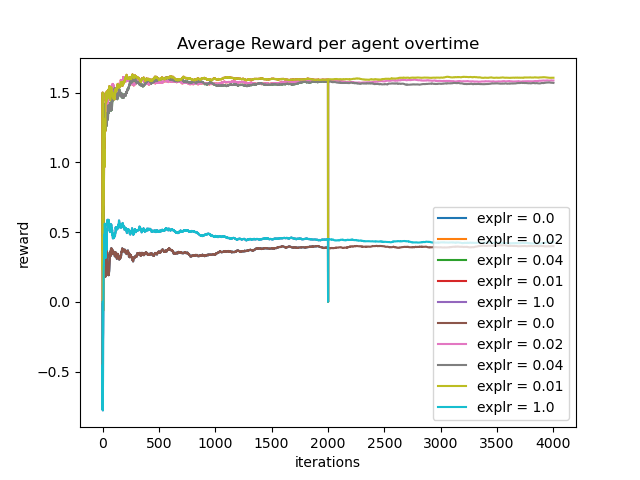 Average Reward per agent overtime
reward
1.5
1.0
0.5
0.0
−0.5
explr = 0.0
explr = 0.02
explr = 0.04
explr = 0.01
explr = 1.0
explr = 0.0
explr = 0.02
explr = 0.04
explr = 0.01
explr = 1.0
0 500 1000 1500 2000 2500 3000 3500 4000
iterations